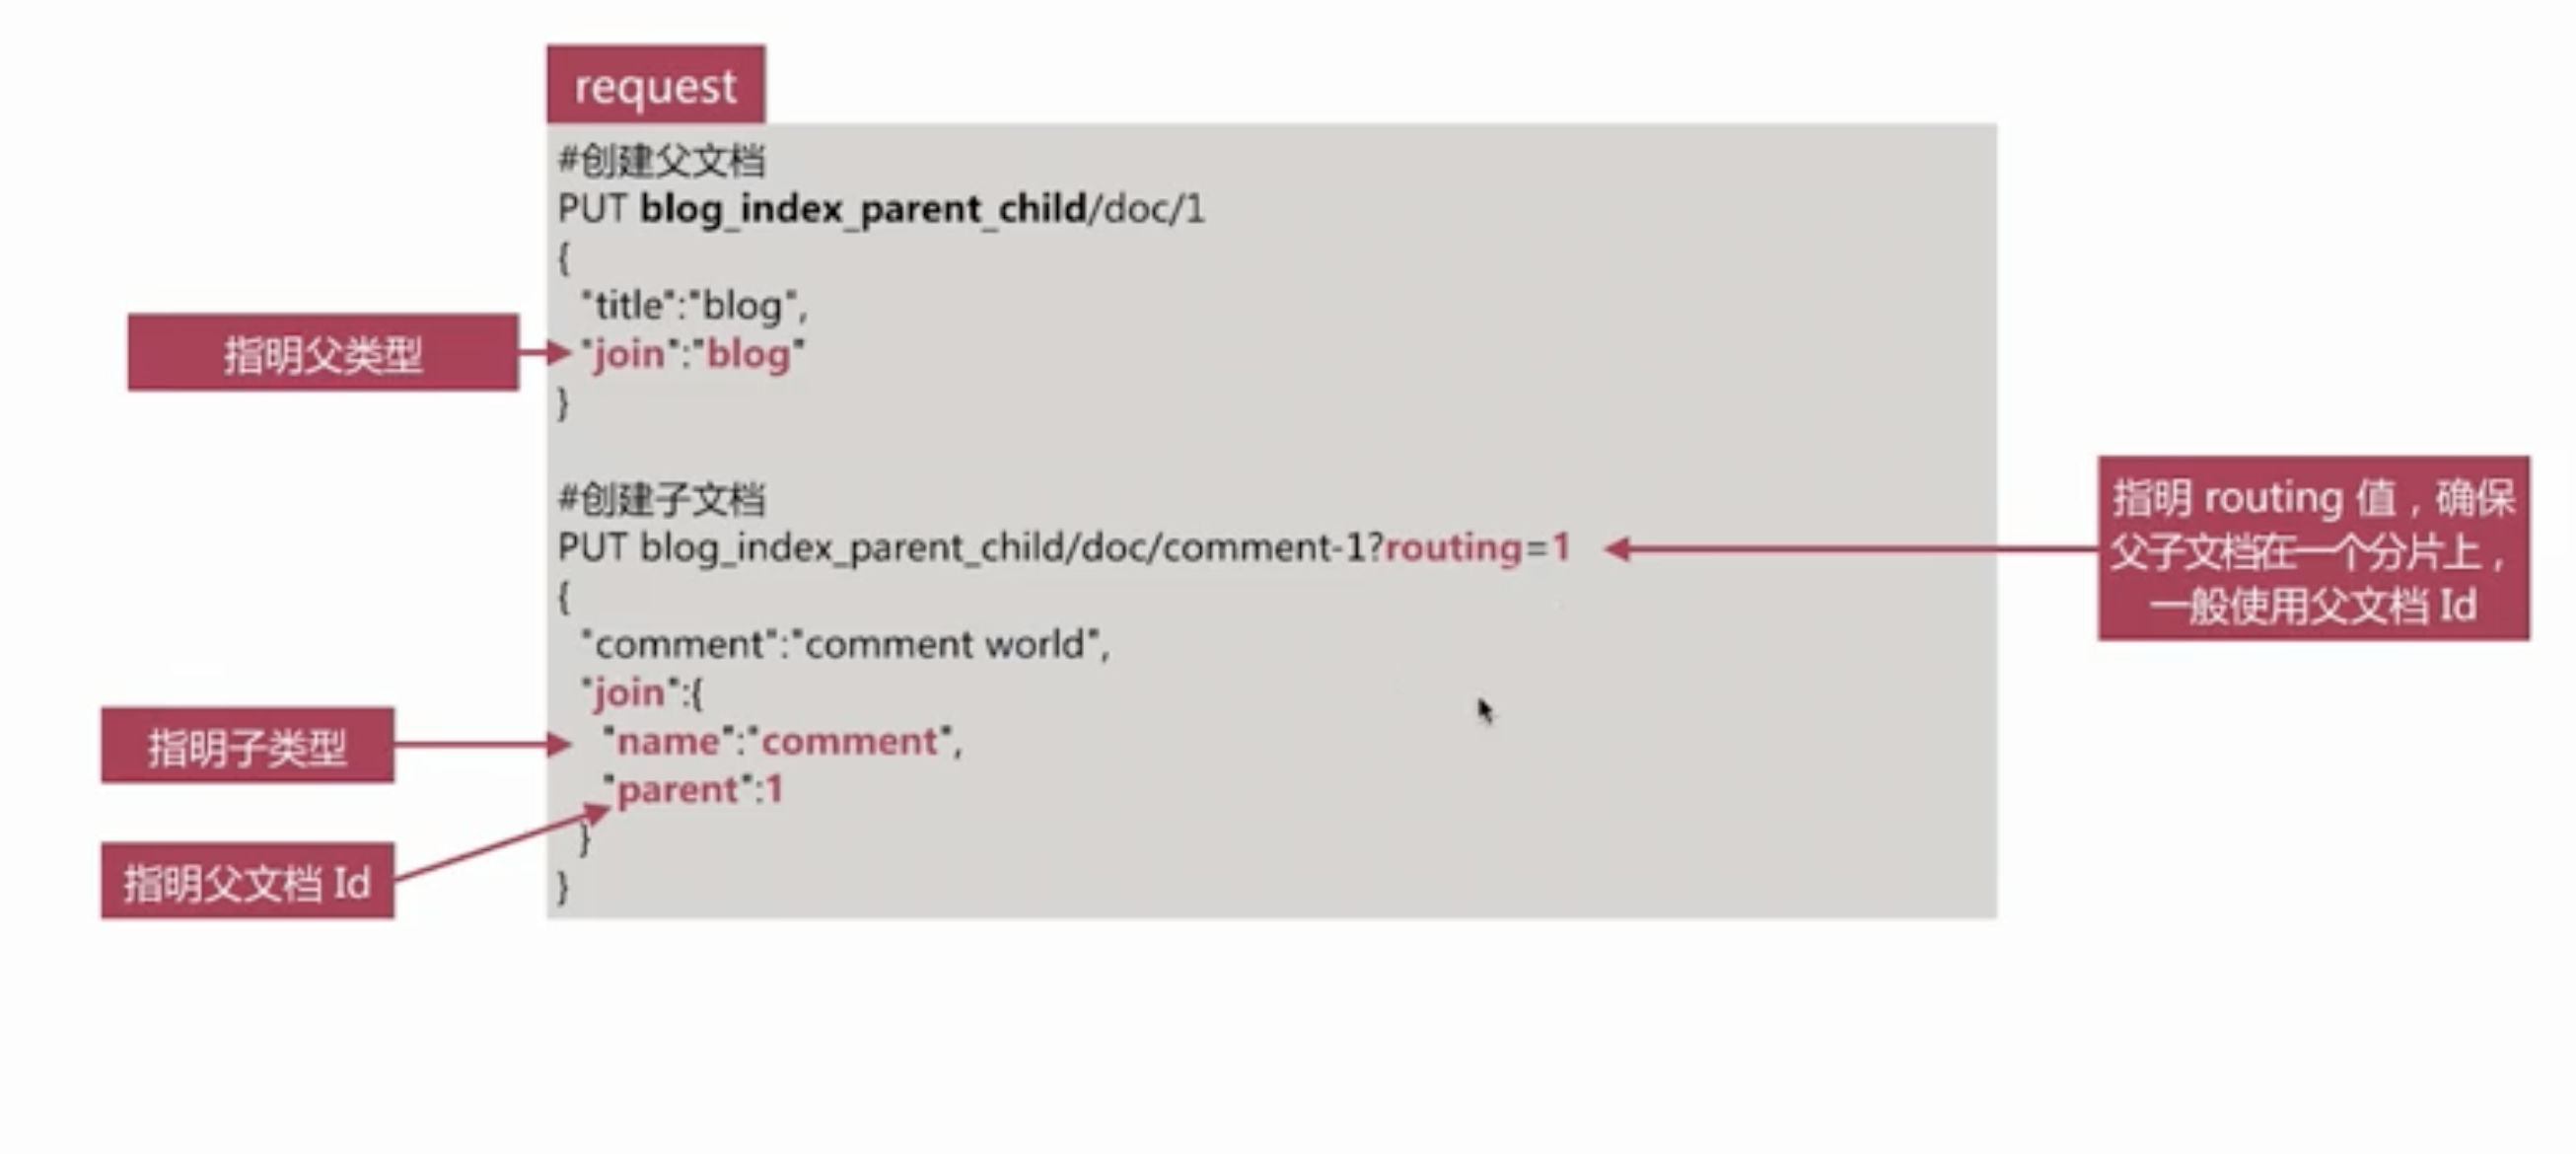 request
#创建父文档
PUT blog_index_parent_child/doc/1
{
"title":"blog",
"join":"blog"
}
#创建子文档
PUT blog_index_parent_child/doc/comment-1?routing=1
{
"comment":"comment world",
"join":{
"name":"comment",
"parent":1
}
}
指明父类型
指明子类型
指明父文档 Id
指明 routing 值，确保
父子文档在一个分片上，
一般使用父文档 Id